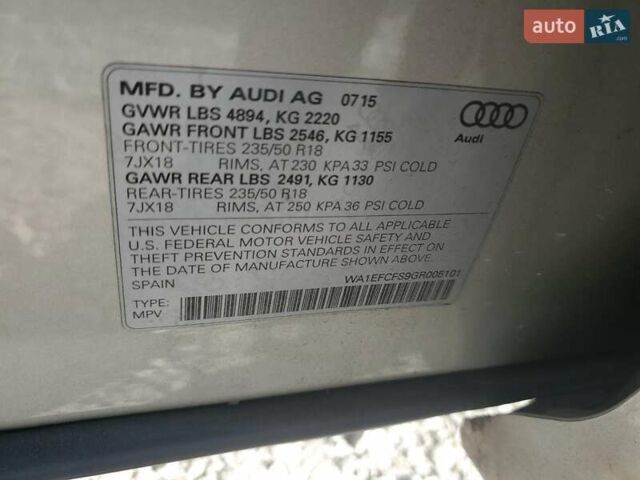 auto RIA.com
MFD. BY AUDI AG 0715
GVWR LBS 4894, KG 2220
GAWR FRONT LBS 2546, KG 1155
FRONT-TIRES 235/50 R18
7JX18 RIMS, AT 230 KPA 33 PSI COLD
GAWR REAR LBS 2491, KG 1130
REAR-TIRES 235/50 R18
7JX18 RIMS, AT 250 KPA 36 PSI COLD
Audi
THIS VEHICLE CONFORMS TO ALL APPLICABLE
U.S. FEDERAL MOTOR VEHICLE SAFETY AND
THEFT PREVENTION STANDARDS IN EFFECT ON
THE DATE OF MANUFACTURE SHOWN ABOVE.
SPAIN
WA1EFCFS9GR005101
TYPE:
MPV